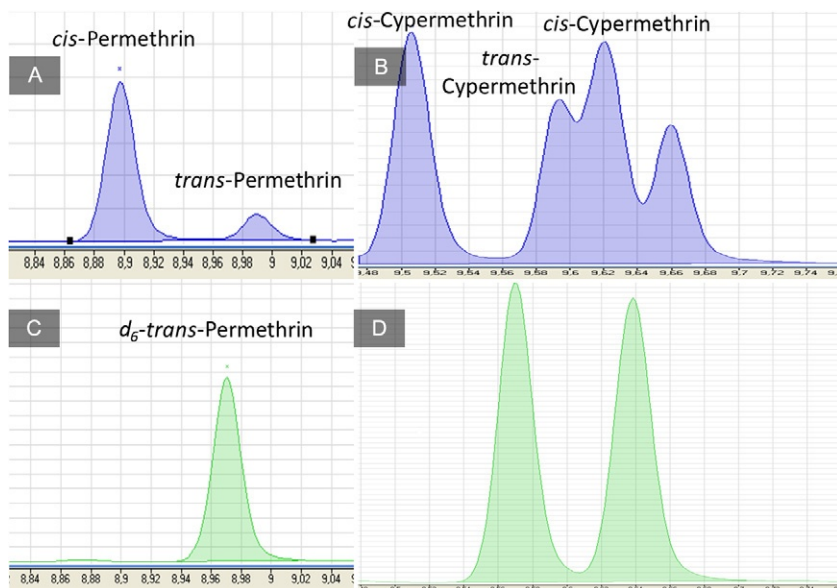 cis-Permethrin
A
trans-Permethrin
8,84 8,86 8,88 8,9 8,92 8,94 8,96 8,98 9 9,02 9,04
cis-Cypermethrin
cis-Cypermethrin
B
trans-
Cypermethrin
9,48 9,5 9,52 9,54 9,56 9,58 9,6 9,62 9,64 9,66 9,68 9,7 9,72 9,74
C
d₆-trans-Permethrin
8,84 8,86 8,88 8,9 8,92 8,94 8,96 8,98 9 9,02 9,04
D